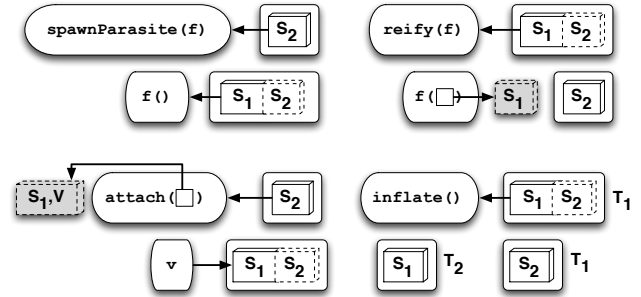 spawnParasite(f) S2 reify(f) S1 S2
f() S1 S2 f( ) S1 S2
S1,V attach( ) S2 inflate() S1 S2 T1
v S1 S2 S1 T2 S2 T1